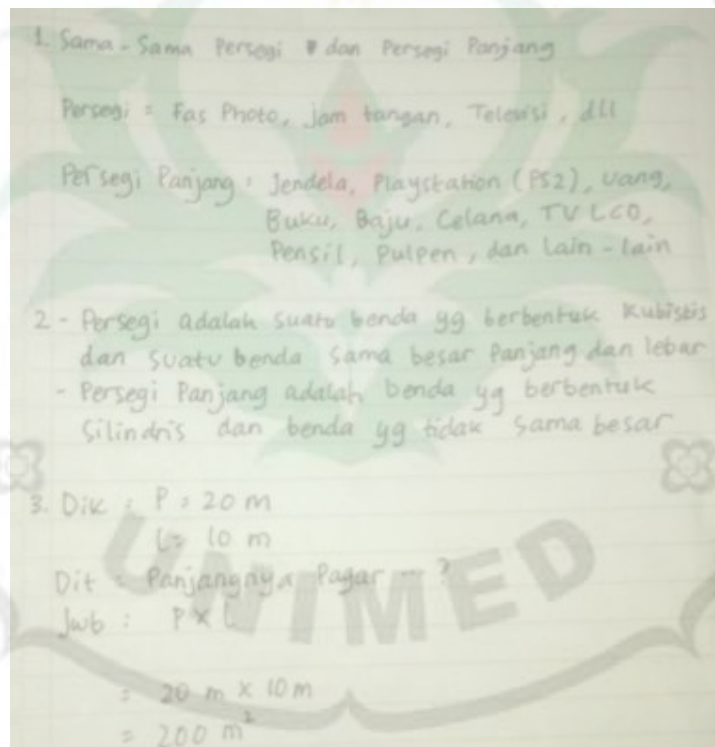 1. Sama-Sama Persegi dan Persegi Panjang
Persegi = Fas Photo, jam tangan, Televisi, dll
Persegi Panjang : Jendela, Playstation (PS2), Uang,
Buku, Baju, Celana, TV LCD,
Pensil, Pulpen, dan Lain-lain
2 - Persegi adalah suatu benda yg berbentuk Kubistis
dan suatu benda sama besar Panjang dan lebar
- Persegi Panjang adalah benda yg berbentuk
Silindris dan benda yg tidak sama besar
3. Dik : P = 20 m
L = 10 m
Dit = Panjangnya Pagar ... ?
Jwb : P x L
= 20 m x 10 m
= 200 m²
UNIMED